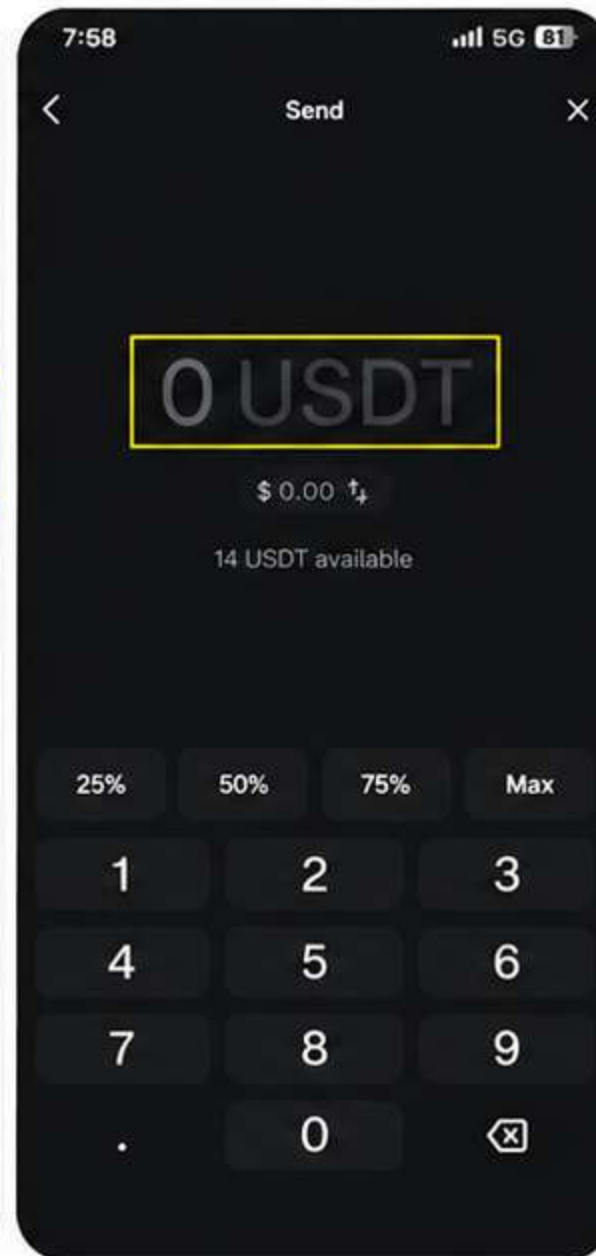 7:58 5G 81
Send
0 USDT
$ 0.00
14 USDT available
25% 50% 75% Max
1 2 3
4 5 6
7 8 9
. 0